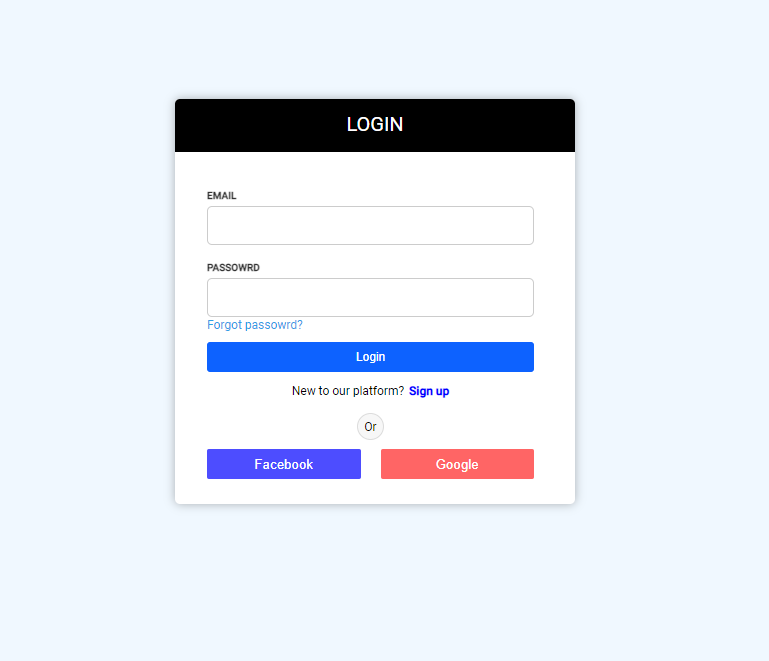 LOGIN
EMAIL
PASSOWRD
Forgot passowrd?
Login
New to our platform? Sign up
Or
Facebook Google